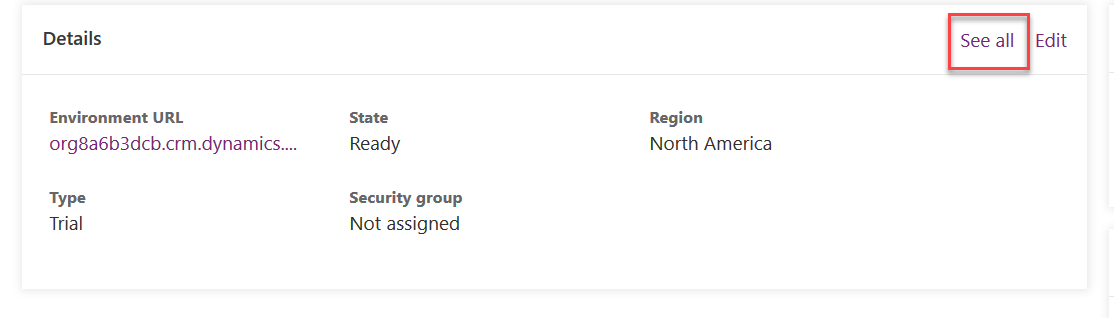 Details
See all
Edit
Environment URL
State
Region
org8a6b3dcb.crm.dynamics....
Ready
North America
Type
Security group
Trial
Not assigned